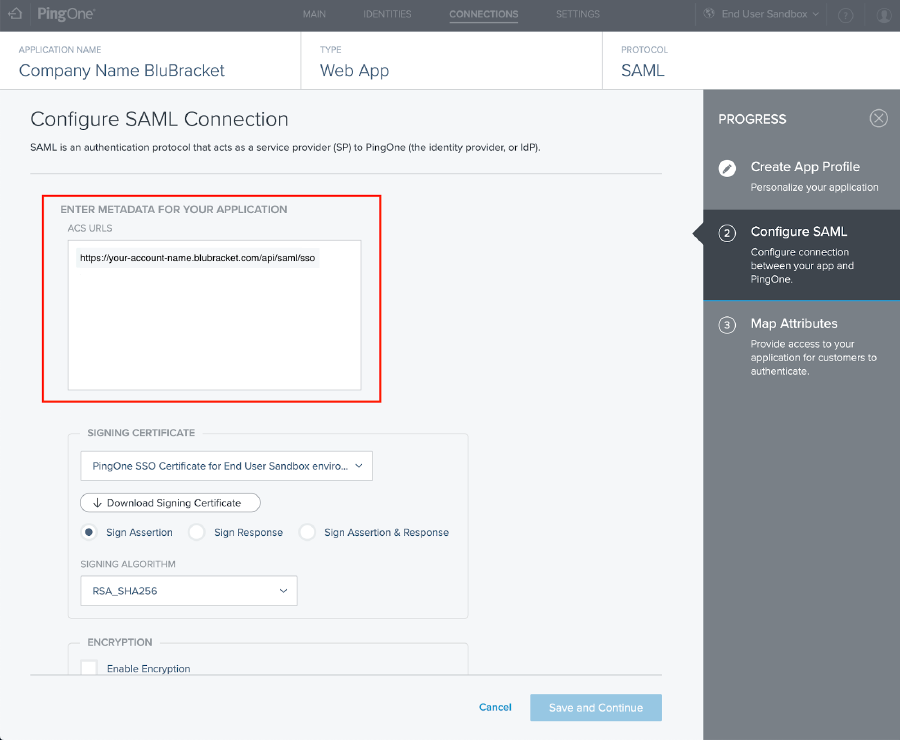 PingOne
MAIN
IDENTITIES
CONNECTIONS
SETTINGS
End User Sandbox
?
APPLICATION NAME
Company Name BluBracket
TYPE
Web App
PROTOCOL
SAML
Configure SAML Connection
SAML is an authentication protocol that acts as a service provider (SP) to PingOne (the identity provider, or IdP).
ENTER METADATA FOR YOUR APPLICATION
ACS URLS
https://your-account-name.blubracket.com/api/saml/sso
SIGNING CERTIFICATE
PingOne SSO Certificate for End User Sandbox enviro...
Download Signing Certificate
Sign Assertion
Sign Response
Sign Assertion & Response
SIGNING ALGORITHM
RSA_SHA256
ENCRYPTION
Enable Encryption
Cancel
Save and Continue
PROGRESS
Create App Profile
Personalize your application
2
Configure SAML
Configure connection
between your app and
PingOne.
3
Map Attributes
Provide access to your
application for customers to
authenticate.